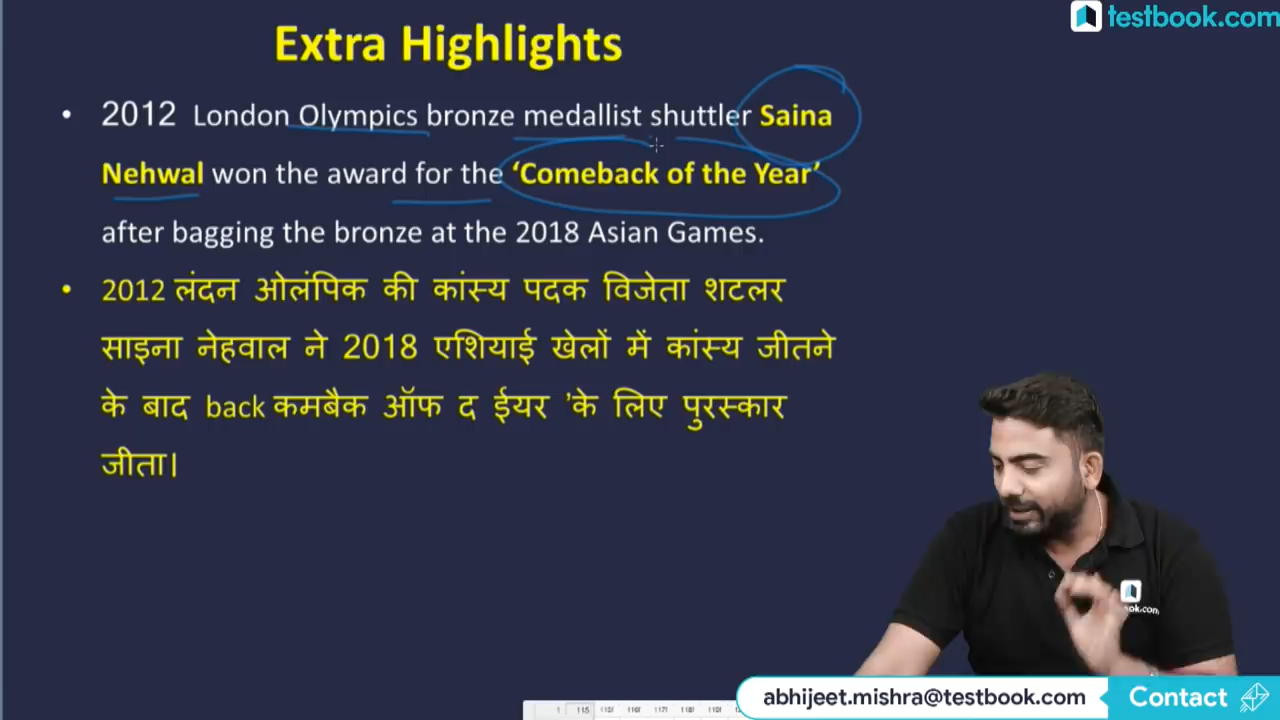 testbook.com
Extra Highlights
• 2012 London Olympics bronze medallist shuttler Saina
Nehwal won the award for the ‘Comeback of the Year’
after bagging the bronze at the 2018 Asian Games.
• 2012 लंदन ओलंपिक की कांस्य पदक विजेता शटलर
साइना नेहवाल ने 2018 एशियाई खेलों में कांस्य जीतने
के बाद back कमबैक ऑफ द ईयर ’के लिए पुरस्कार
जीता।
abhijeet.mishra@testbook.com Contact